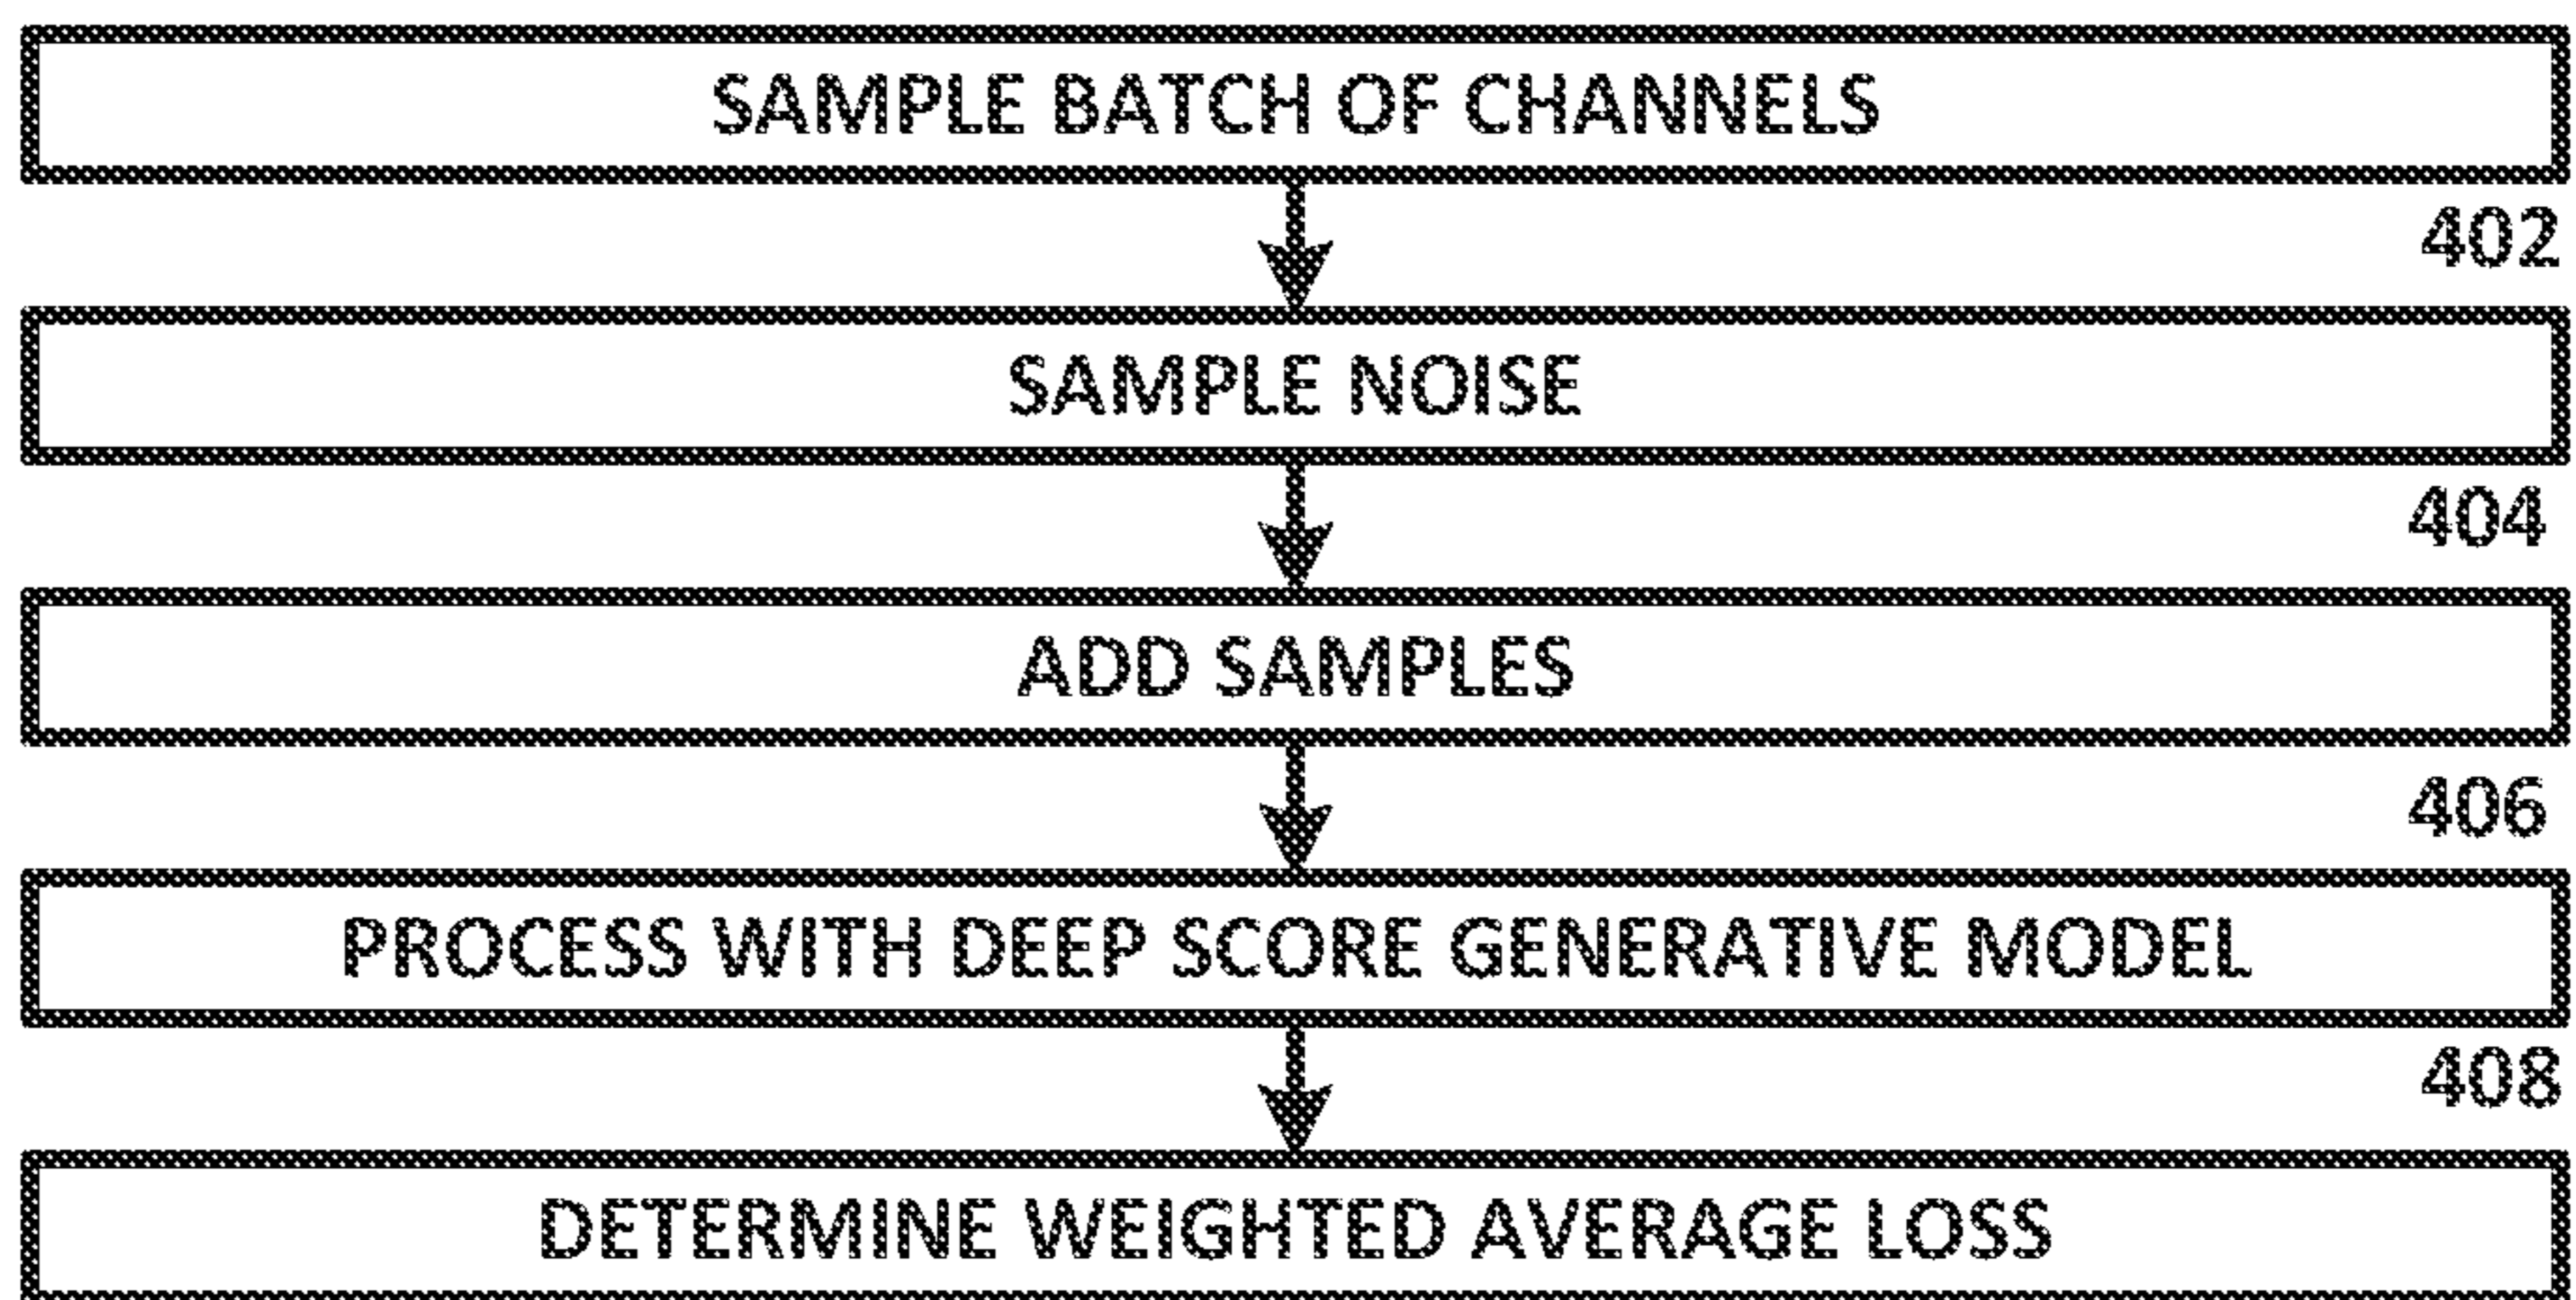 SAMPLE BATCH OF CHANNELS
402
SAMPLE NOISE
404
ADD SAMPLES
406
PROCESS WITH DEEP SCORE GENERATIVE MODEL
408
DETERMINE WEIGHTED AVERAGE LOSS